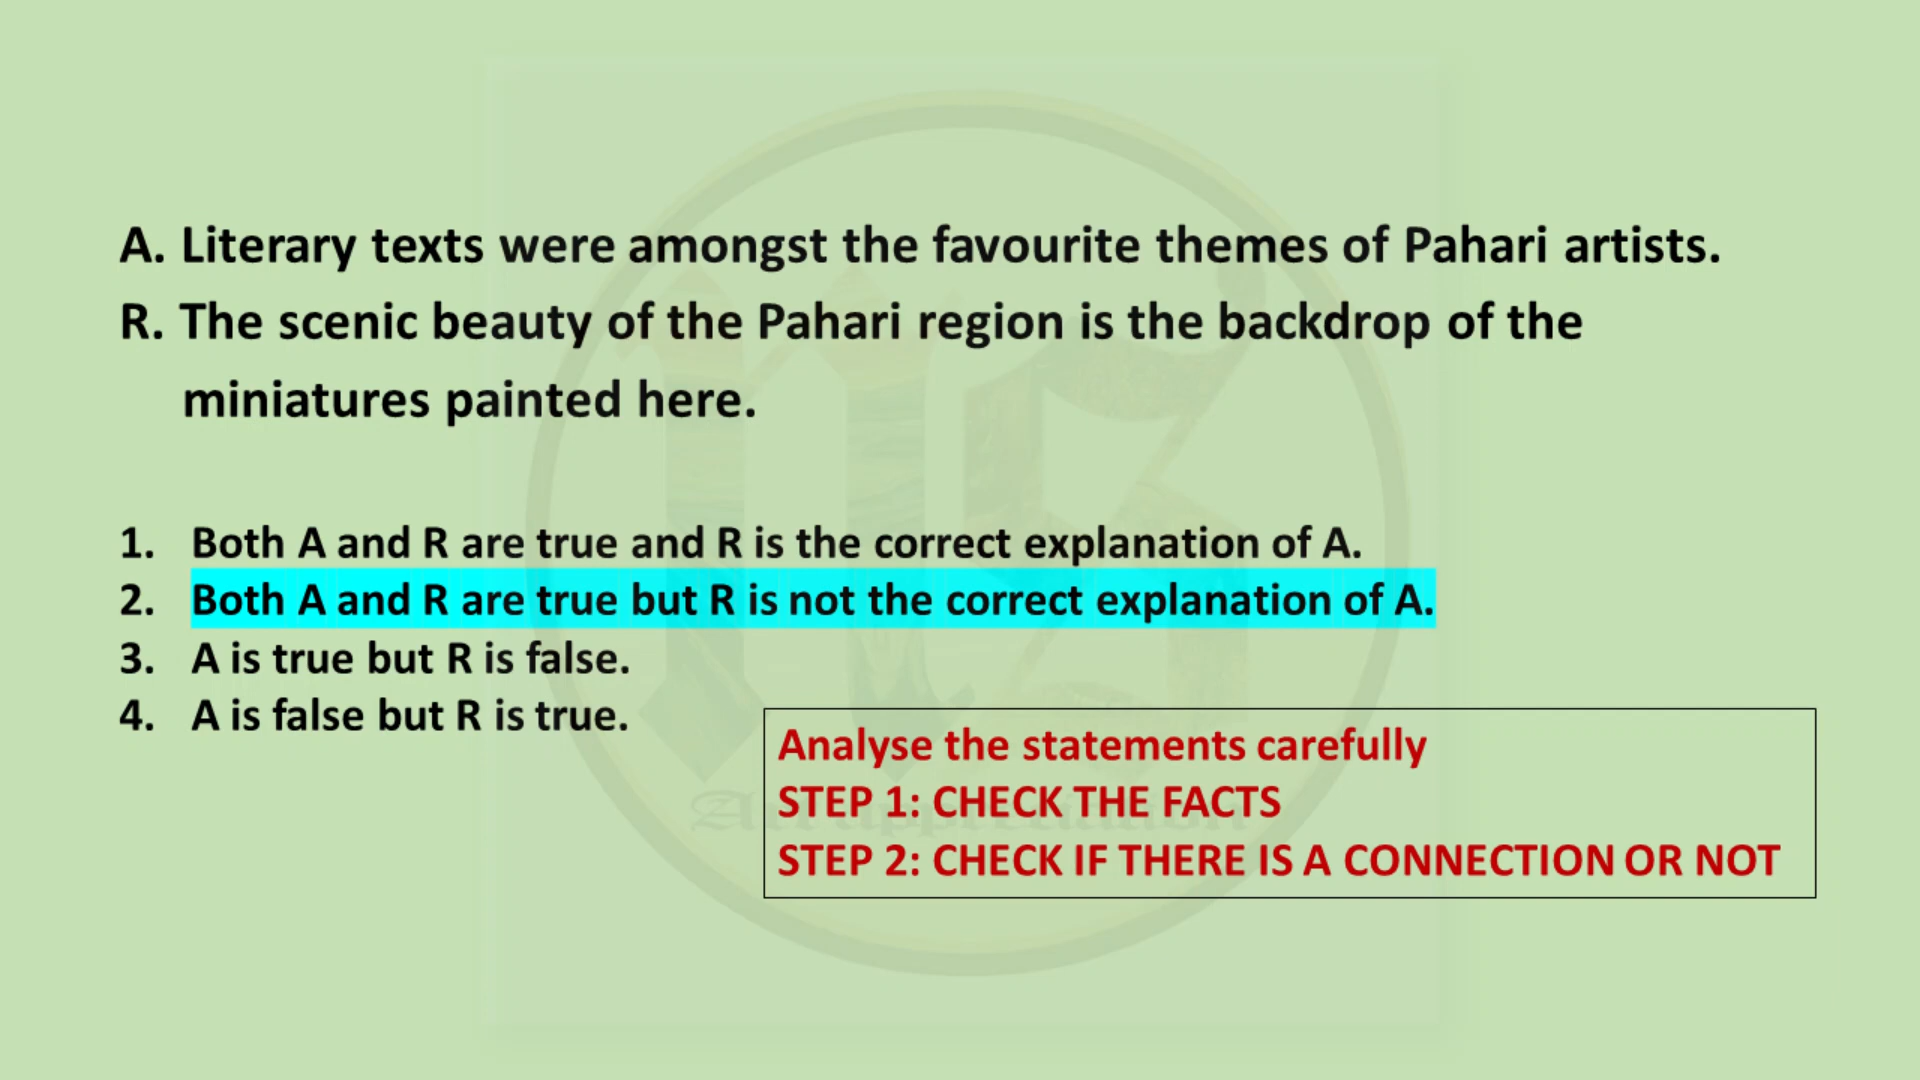 A. Literary texts were amongst the favourite themes of Pahari artists.
R. The scenic beauty of the Pahari region is the backdrop of the
miniatures painted here.
1. Both A and R are true and R is the correct explanation of A.
2. Both A and R are true but R is not the correct explanation of A.
3. A is true but R is false.
4. A is false but R is true.
Analyse the statements carefully
STEP 1: CHECK THE FACTS
STEP 2: CHECK IF THERE IS A CONNECTION OR NOT